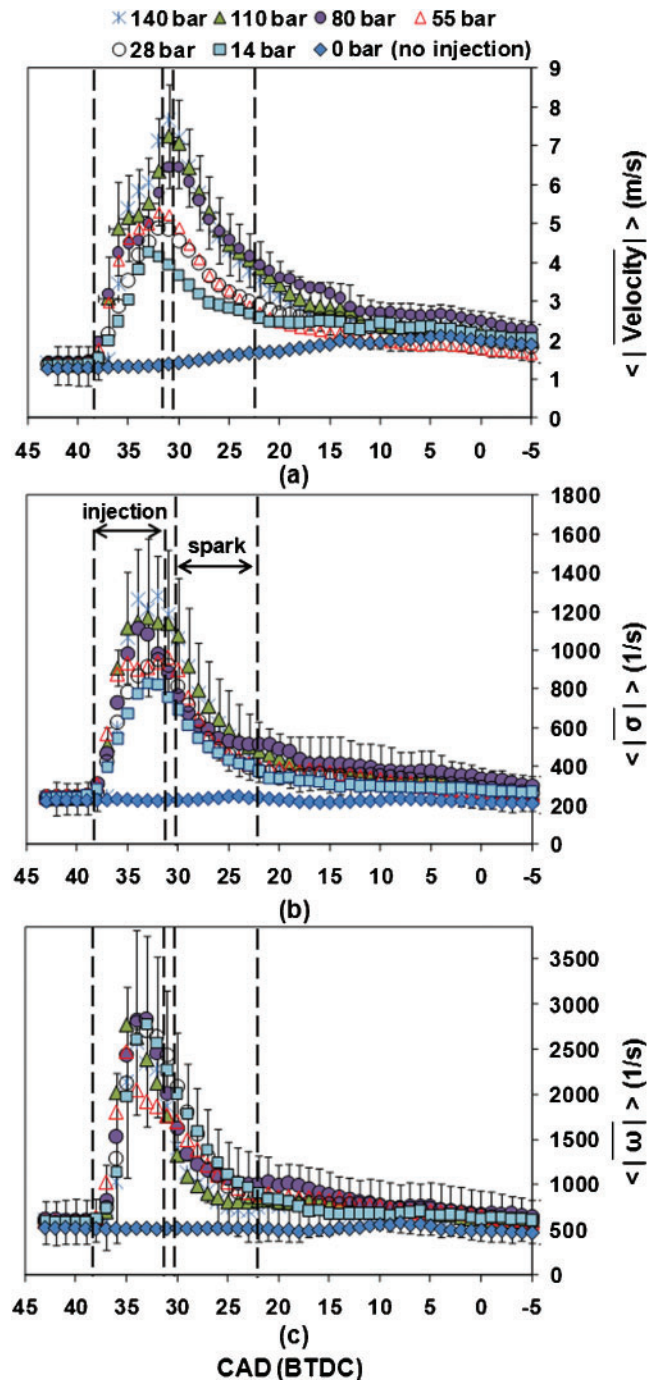 140 bar 110 bar 80 bar 55 bar
28 bar 14 bar 0 bar (no injection)
9
8
7
6
5
4
3
2
1
0
< | Velocity | > (m/s)
45 40 35 30 25 20 15 10 5 0 -5
(a)
injection
spark
1800
1600
1400
1200
1000
800
600
400
200
0
< | σ | > (1/s)
45 40 35 30 25 20 15 10 5 0 -5
(b)
3500
3000
2500
2000
1500
1000
500
0
< | ω | > (1/s)
45 40 35 30 25 20 15 10 5 0 -5
(c)
CAD (BTDC)